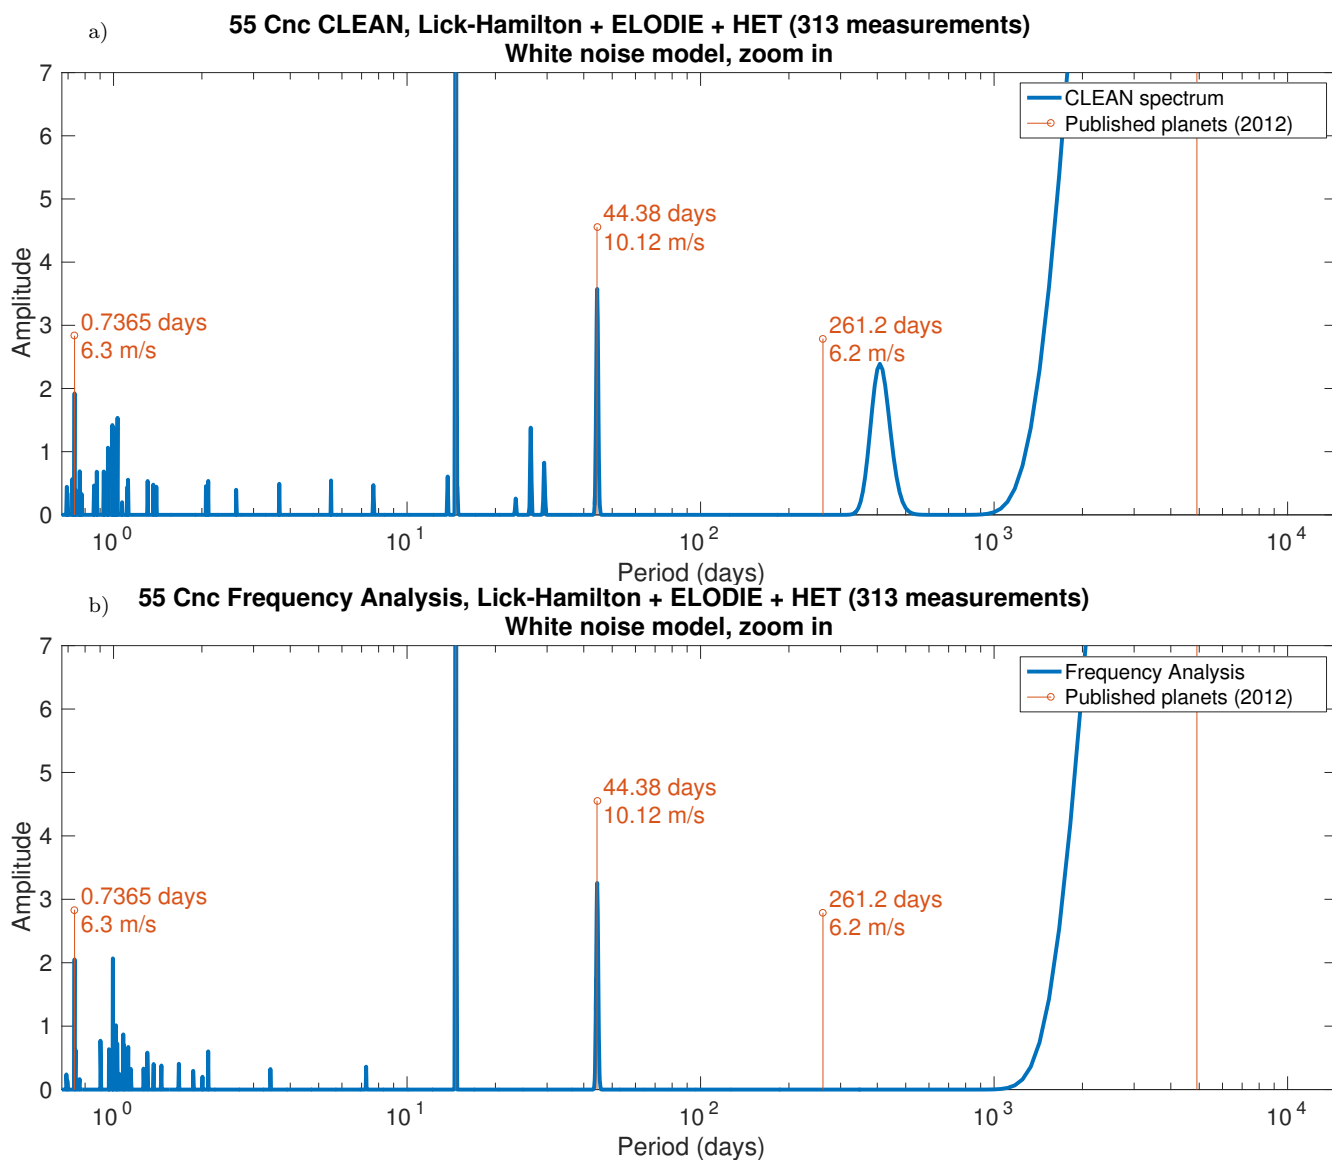 a)
55 Cnc CLEAN, Lick-Hamilton + ELODIE + HET (313 measurements)
White noise model, zoom in
7
6
5
4
3
2
1
0
Amplitude
CLEAN spectrum
Published planets (2012)
0.7365 days
6.3 m/s
44.38 days
10.12 m/s
261.2 days
6.2 m/s
10^0
10^1
10^2
10^3
10^4
Period (days)
b)
55 Cnc Frequency Analysis, Lick-Hamilton + ELODIE + HET (313 measurements)
White noise model, zoom in
7
6
5
4
3
2
1
0
Amplitude
Frequency Analysis
Published planets (2012)
0.7365 days
6.3 m/s
44.38 days
10.12 m/s
261.2 days
6.2 m/s
10^0
10^1
10^2
10^3
10^4
Period (days)